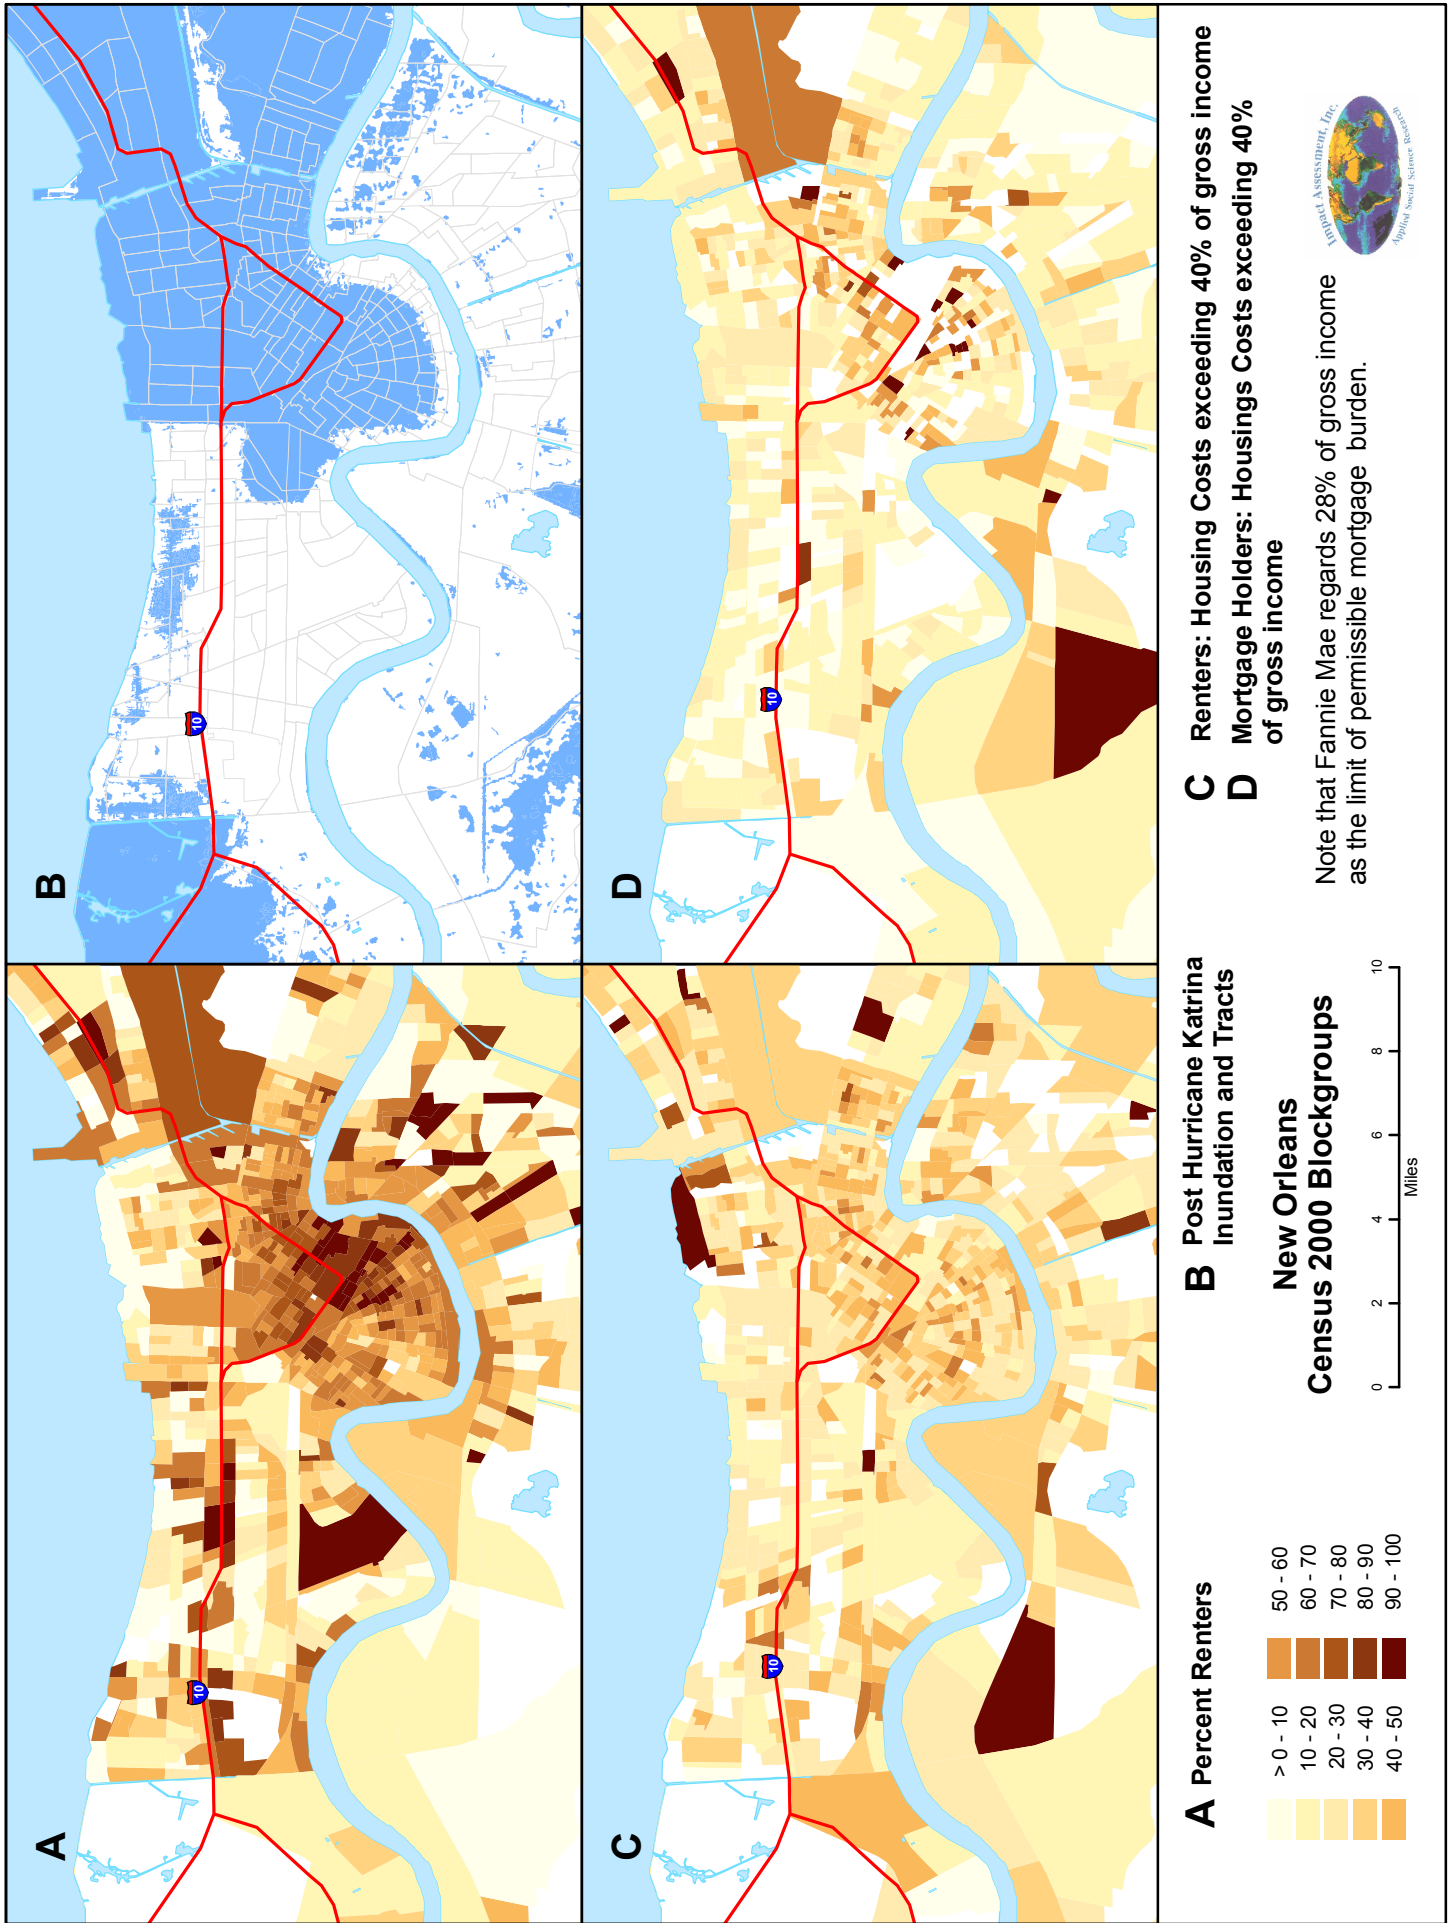 A
B
C
D
10
10
10
10
A Percent Renters
> 0 - 10
10 - 20
20 - 30
30 - 40
40 - 50
50 - 60
60 - 70
70 - 80
80 - 90
90 - 100
B Post Hurricane Katrina
Inundation and Tracts
New Orleans
Census 2000 Blockgroups
0 2 4 6 8 10
Miles
C Renters: Housing Costs exceeding 40% of gross income
D Mortgage Holders: Housings Costs exceeding 40%
of gross income
Note that Fannie Mae regards 28% of gross income
as the limit of permissible mortgage burden.
Impact Assessment, Inc.
Applied Social Science Research